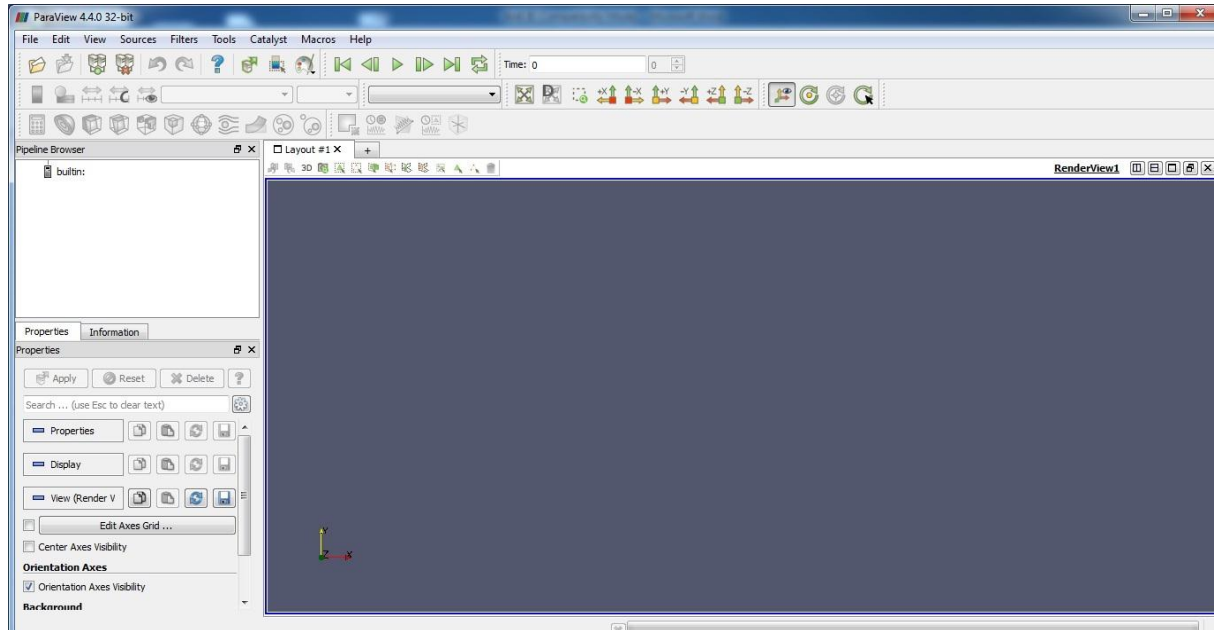 ParaView 4.4.0 32-bit
File Edit View Sources Filters Tools Catalyst Macros Help
Time: 0 0
Pipeline Browser
Layout #1 +
builtin:
3D
RenderView1
Properties Information
Properties
Apply Reset Delete ?
Search ... (use Esc to clear text)
Properties
Display
View (Render V
Edit Axes Grid ...
Center Axes Visibility
Orientation Axes
Orientation Axes Visibility
Background
Y
Z X